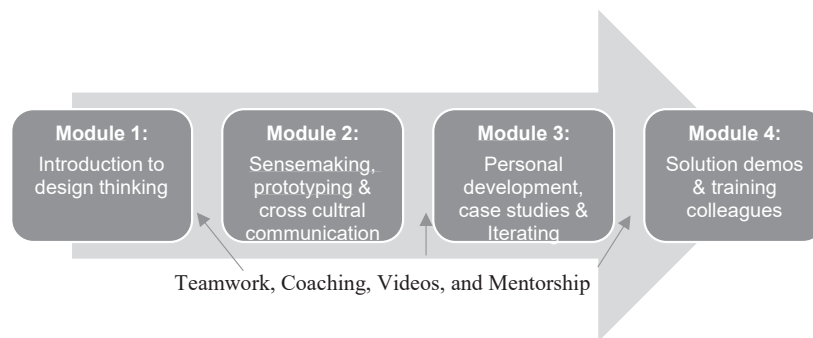 Module 1:
Introduction to
design thinking
Module 2:
Sensemaking,
prototyping &
cross cultral
communication
Module 3:
Personal
development,
case studies &
Iterating
Module 4:
Solution demos
& training
colleagues
Teamwork, Coaching, Videos, and Mentorship